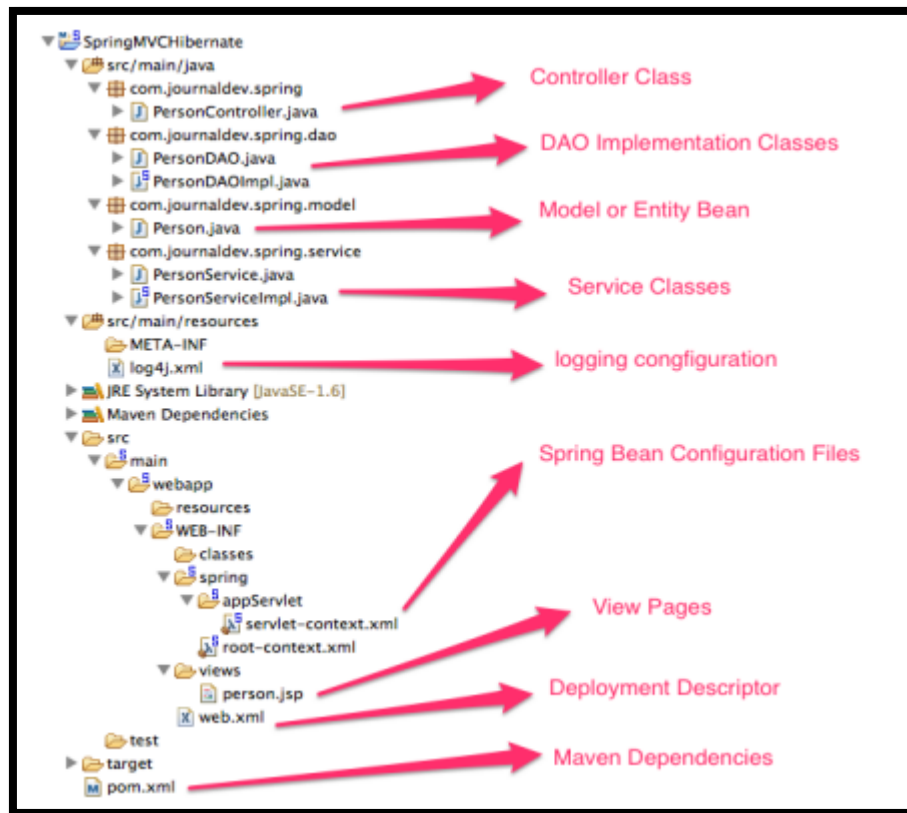 SpringMVCHibernate
src/main/java
Controller Class
com.journaldev.spring
PersonController.java
com.journaldev.spring.dao
DAO Implementation Classes
PersonDAO.java
PersonDAOImpl.java
com.journaldev.spring.model
Model or Entity Bean
Person.java
com.journaldev.spring.service
PersonService.java
Service Classes
PersonServiceImpl.java
src/main/resources
META-INF
logging congfiguration
log4j.xml
JRE System Library [JavaSE-1.6]
Maven Dependencies
src
Spring Bean Configuration Files
main
webapp
resources
WEB-INF
classes
spring
appServlet
View Pages
servlet-context.xml
root-context.xml
views
Deployment Descriptor
person.jsp
web.xml
test
Maven Dependencies
target
pom.xml